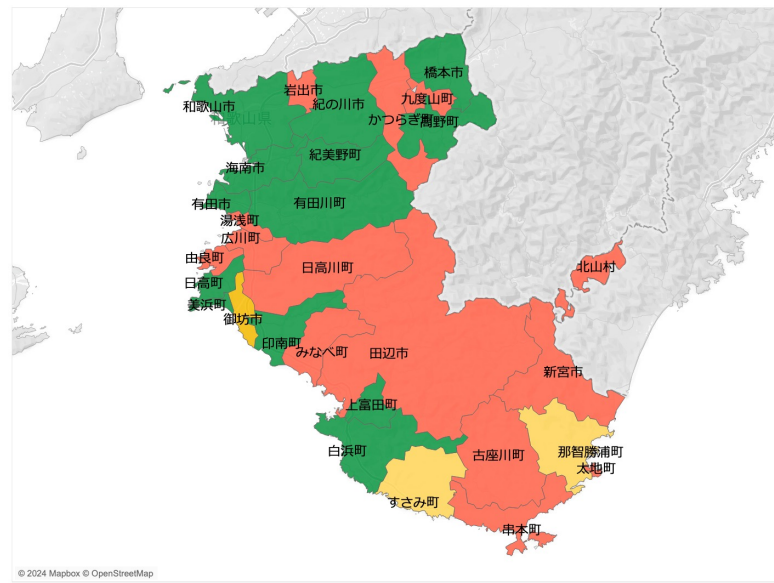 橋本市
岩出市
九度山町
和歌山市
紀の川市
和歌山県
かつらぎ町
高野町
紀美野町
海南市
有田市
有田川町
湯浅町
広川町
由良町
日高川町
北山村
日高町
美浜町
御坊市
印南町
みなべ町
田辺市
新宮市
上富田町
白浜町
古座川町
那智勝浦町
太地町
すさみ町
串本町
© 2024 Mapbox © OpenStreetMap